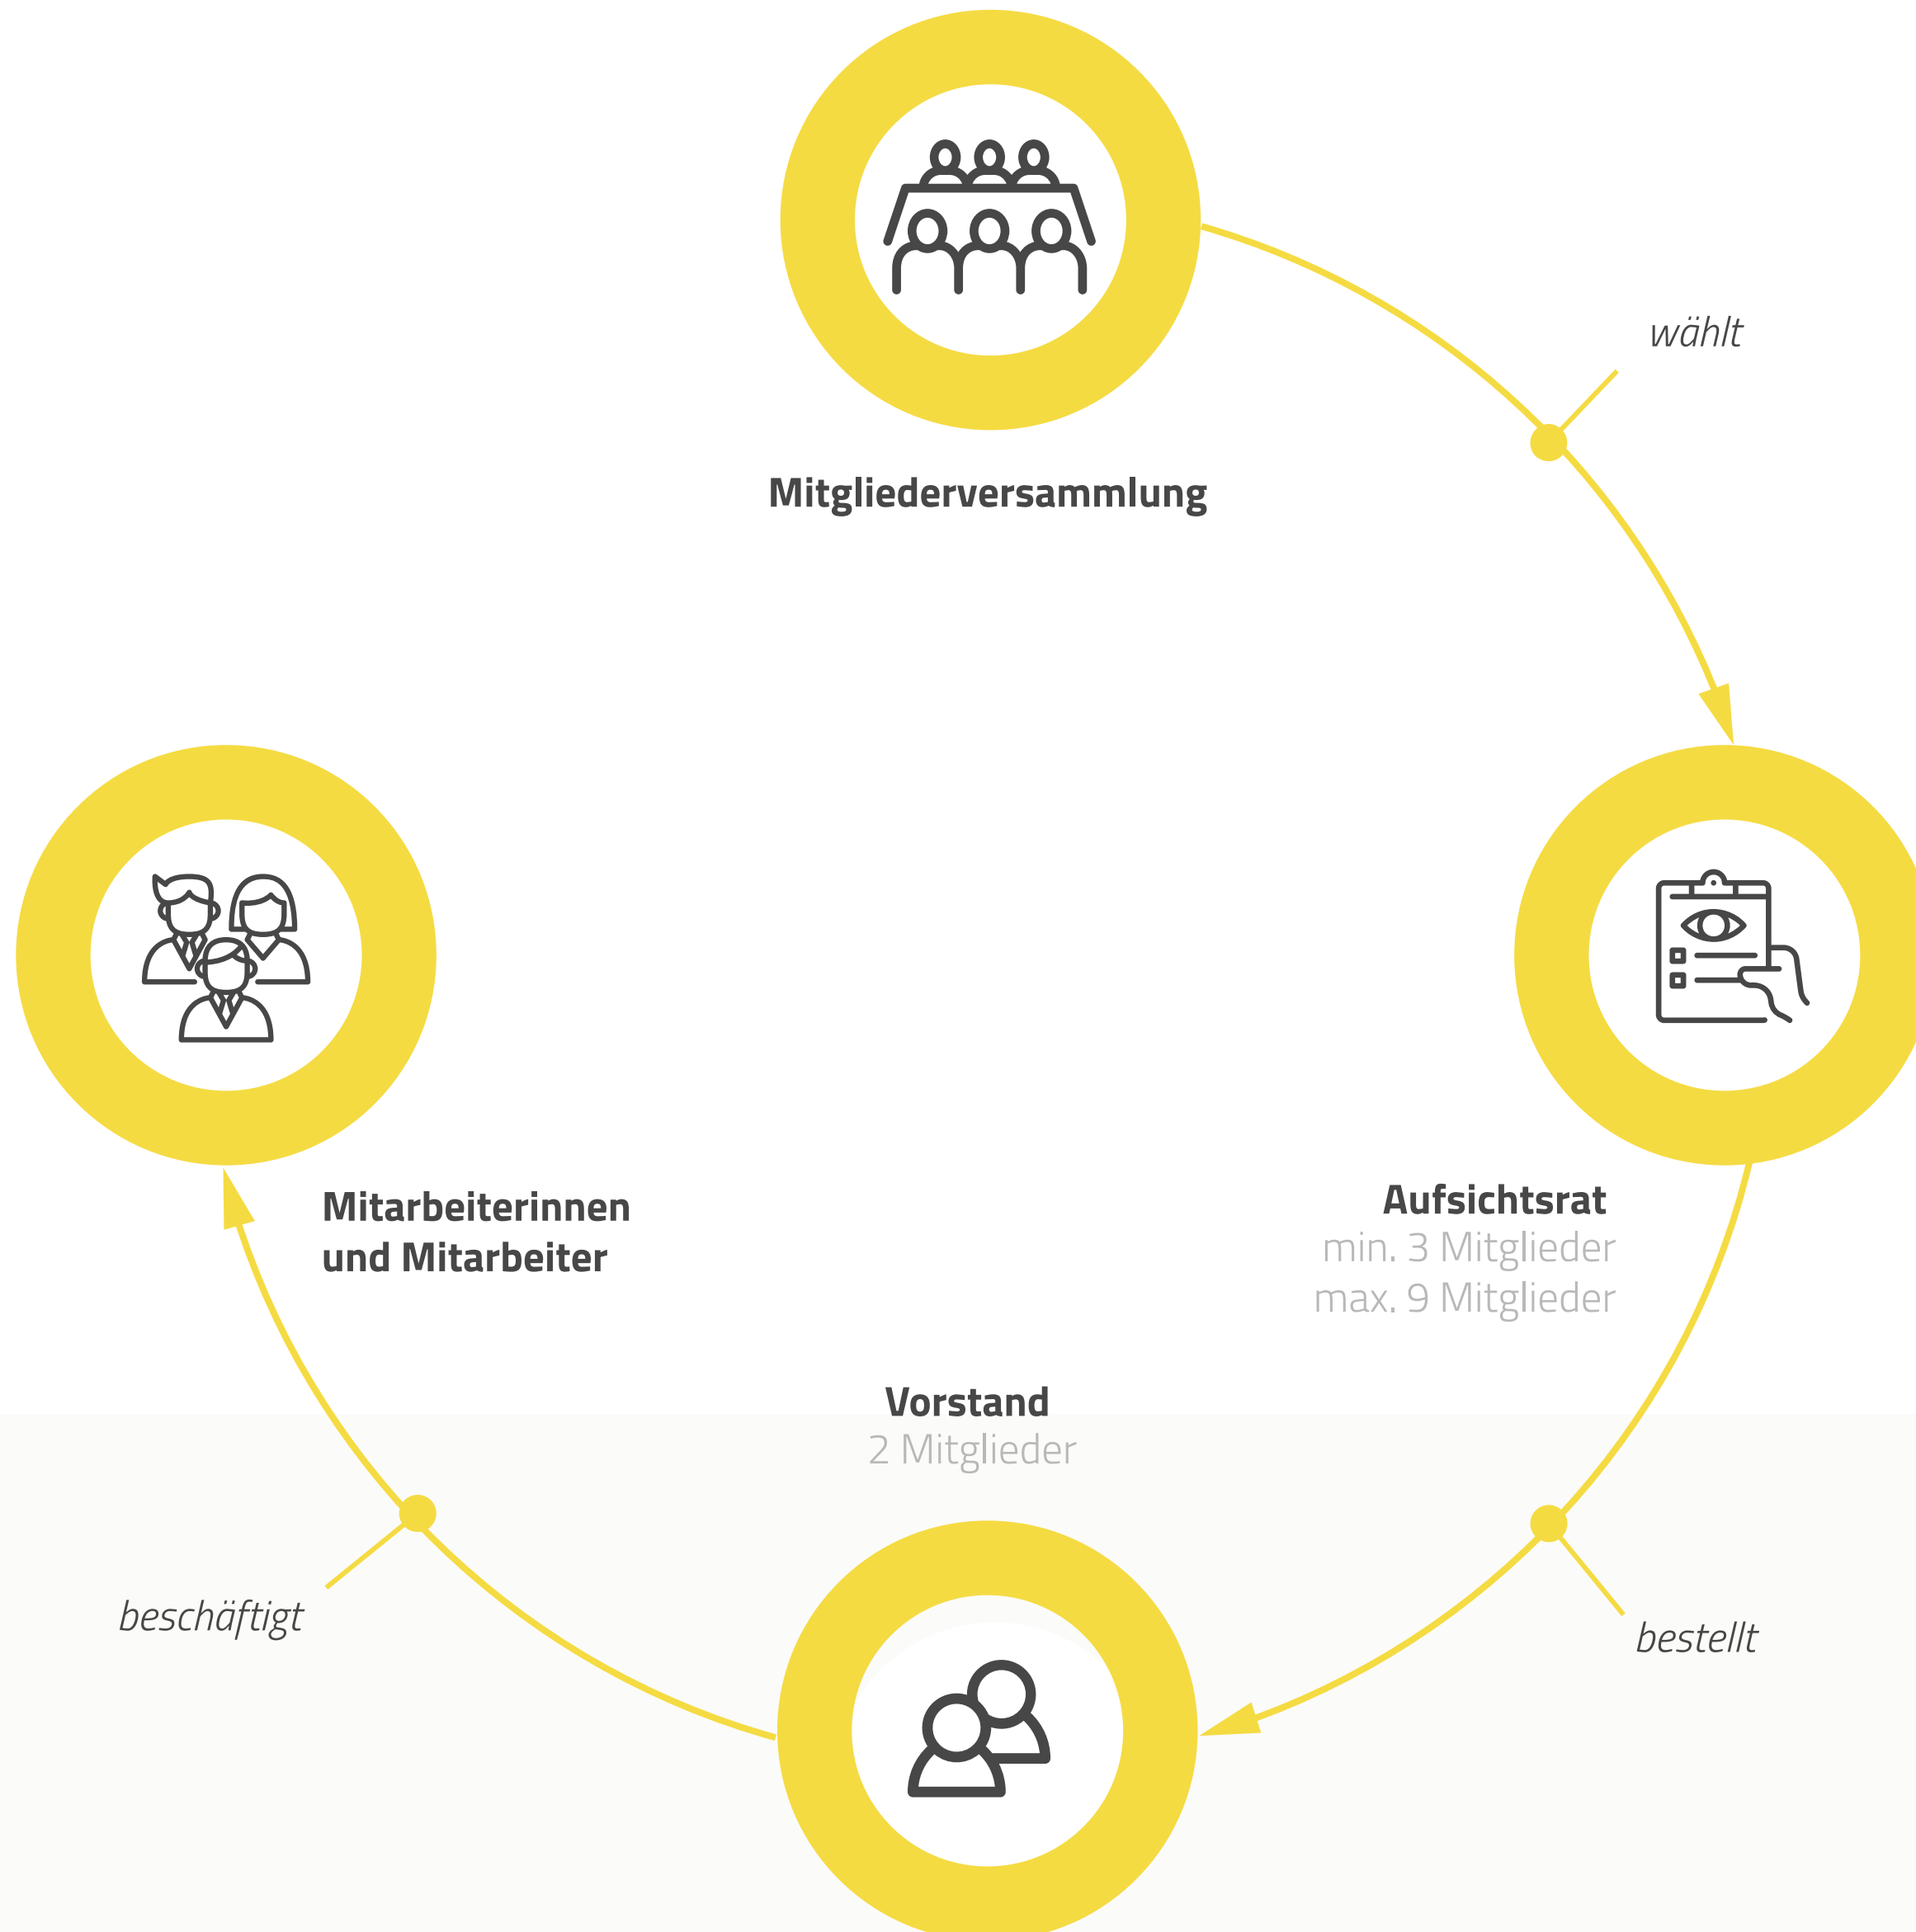 wählt
Mitgliederversammlung
Mitarbeiterinnen
und Mitarbeiter
Aufsichtsrat
min. 3 Mitglieder
max. 9 Mitglieder
Vorstand
2 Mitglieder
beschäftigt
bestellt